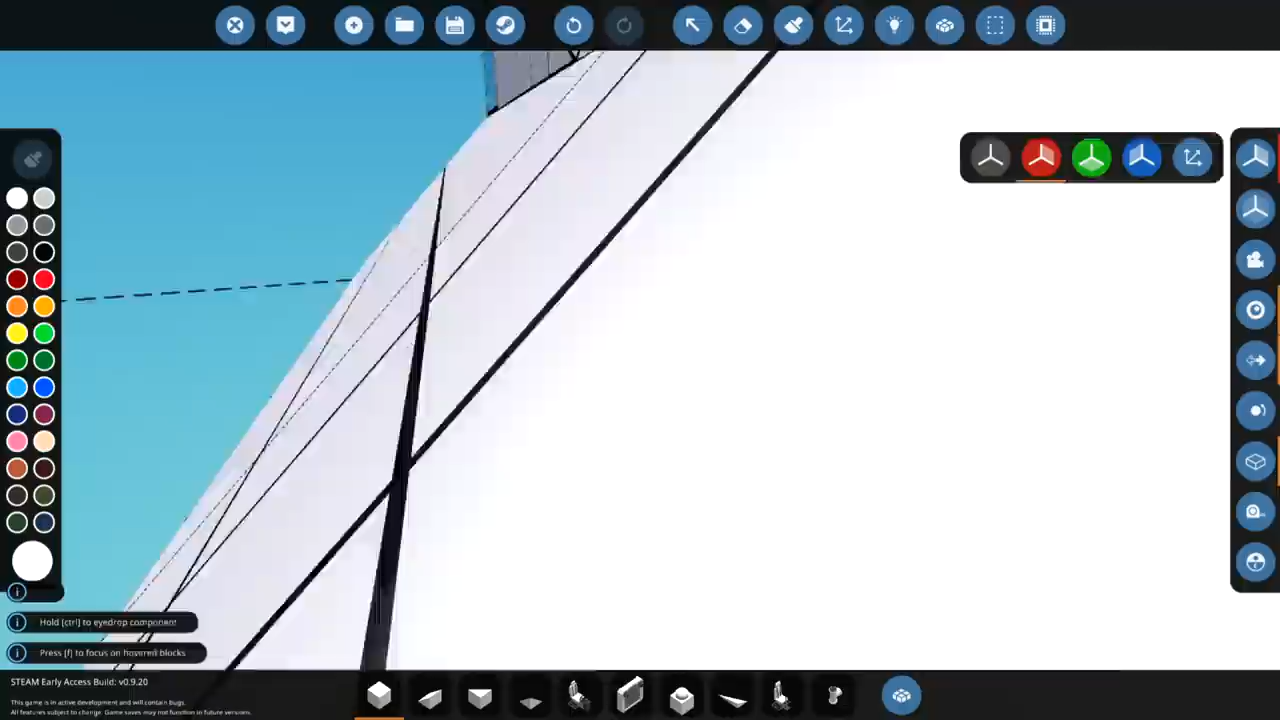 Hold [ctrl] to eyedrop component
Press [f] to focus on hovered blocks
STEAM Early Access Build: v0.9.20
This game is in active development and will contain bugs.
All features subject to change. Game saves may not function in future versions.